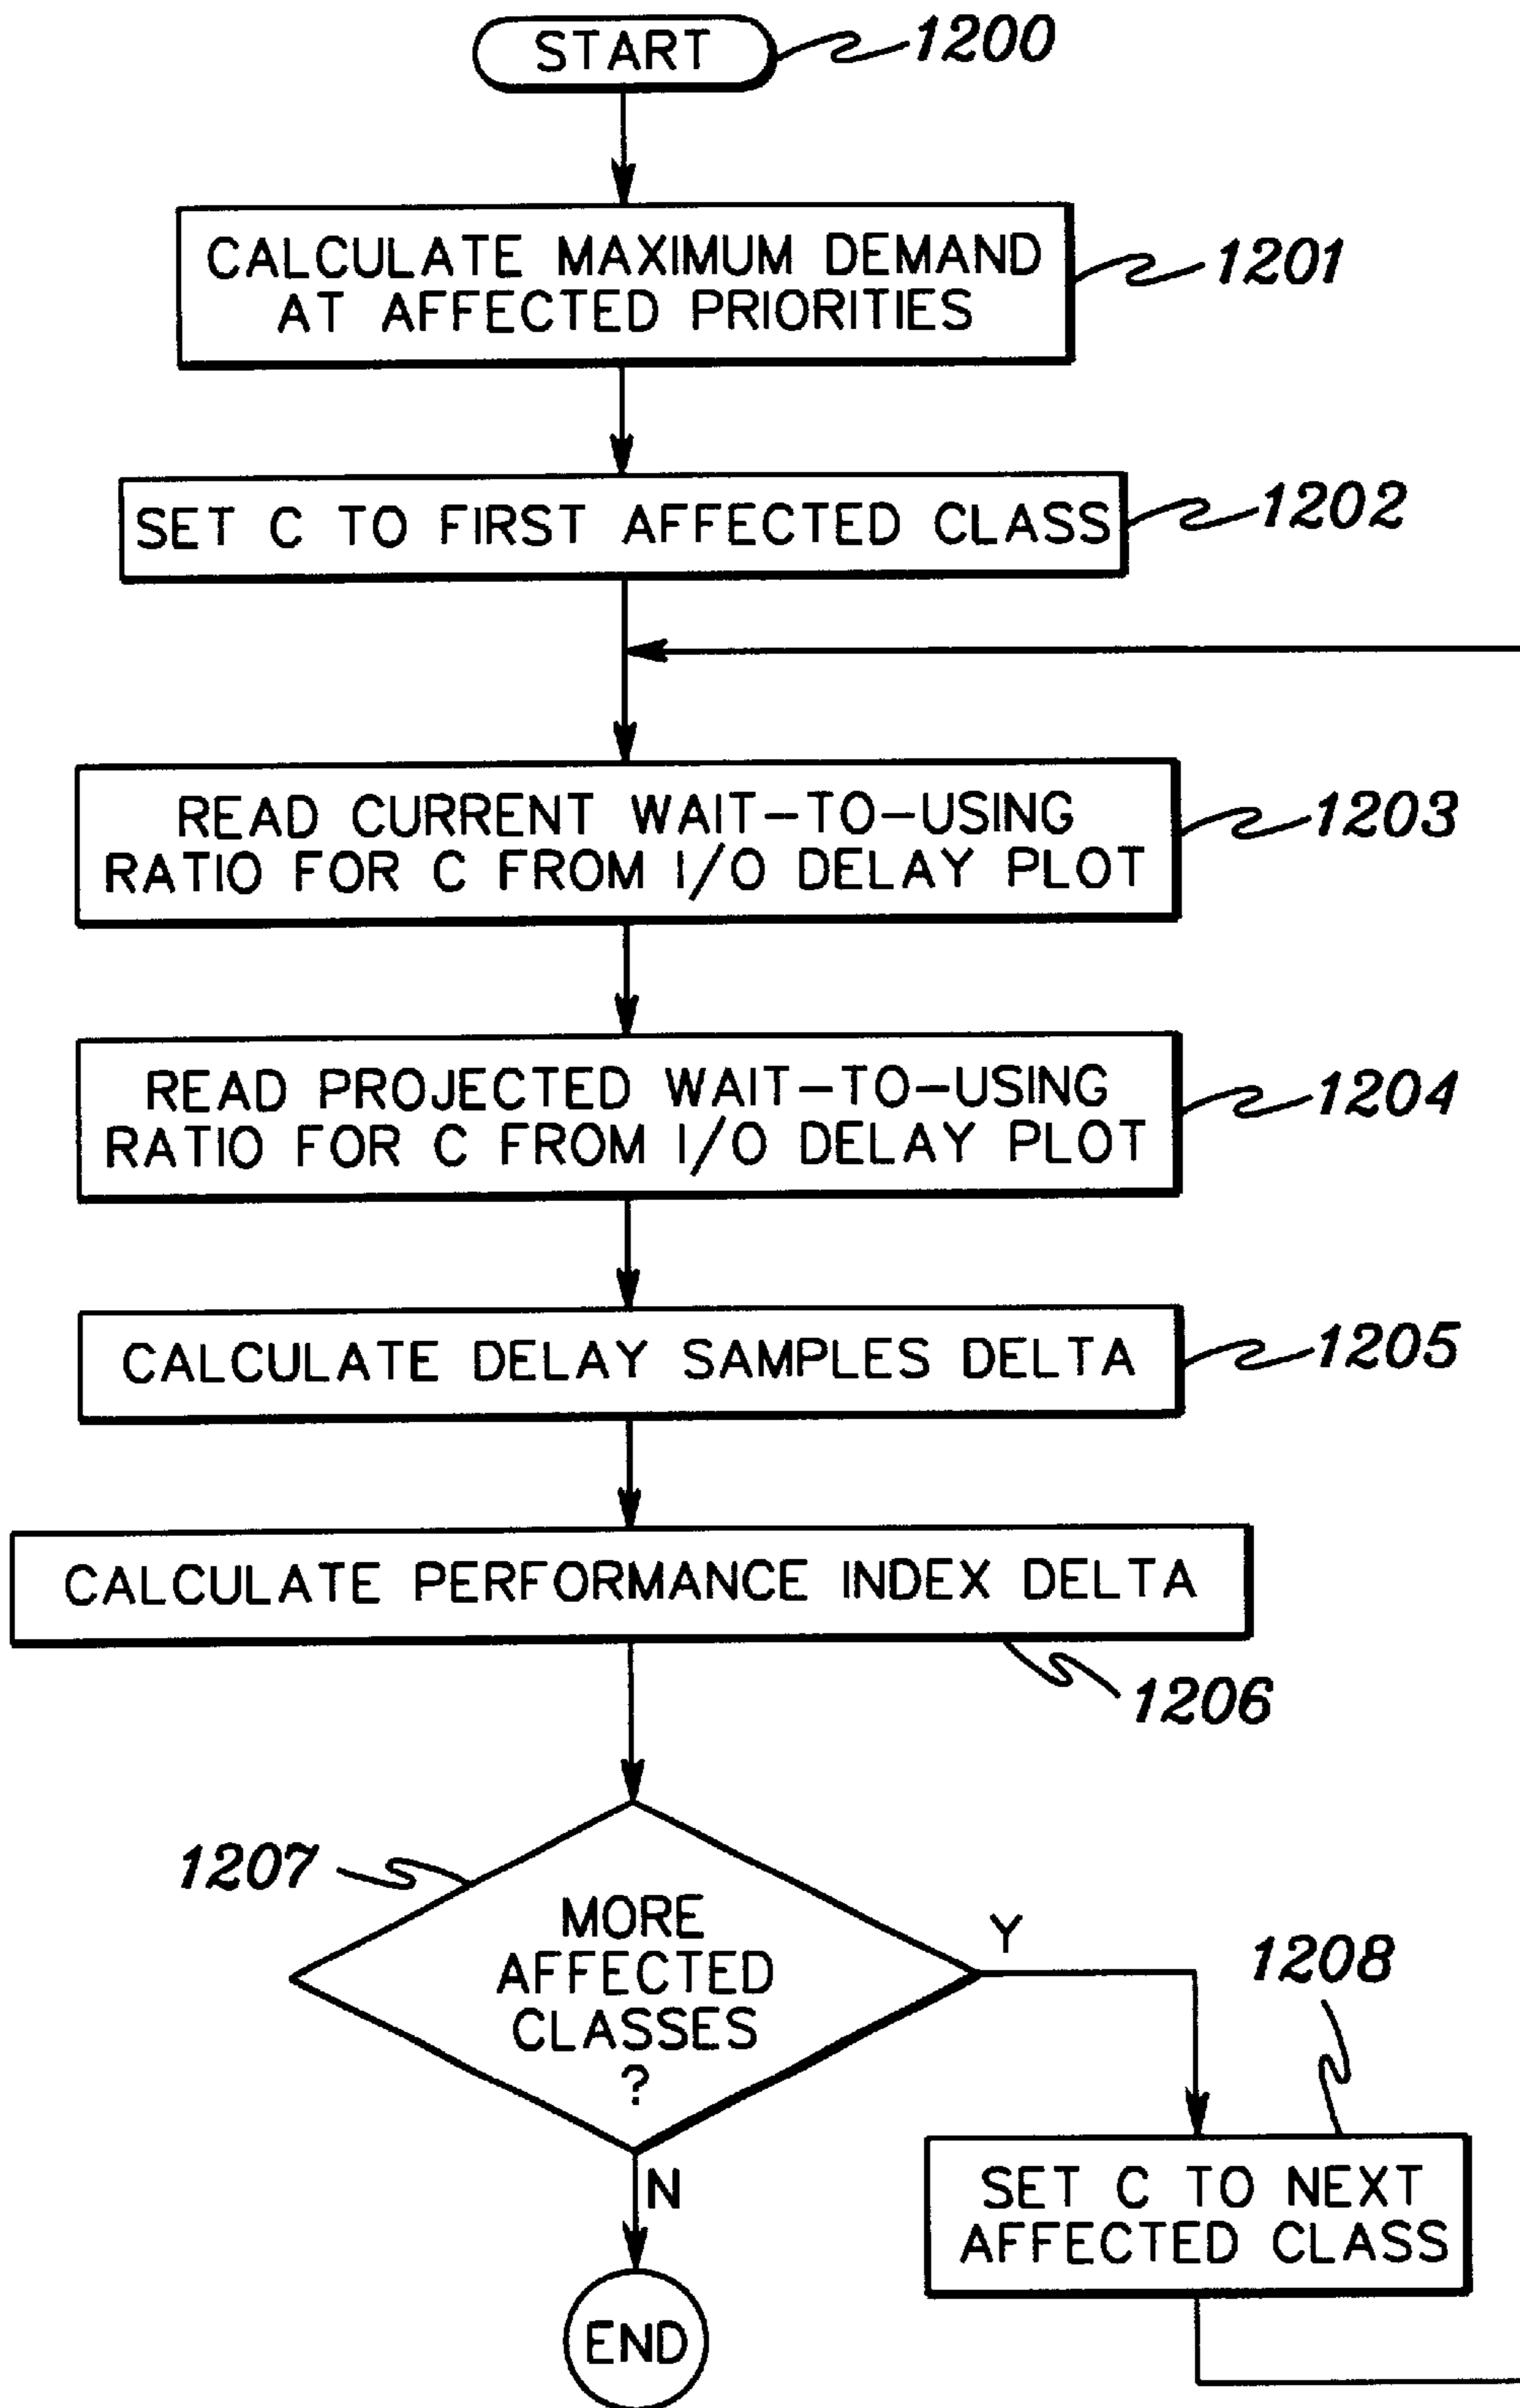 START
1200
CALCULATE MAXIMUM DEMAND
AT AFFECTED PRIORITIES
1201
SET C TO FIRST AFFECTED CLASS
1202
READ CURRENT WAIT-TO-USING
RATIO FOR C FROM I/O DELAY PLOT
1203
READ PROJECTED WAIT-TO-USING
RATIO FOR C FROM I/O DELAY PLOT
1204
CALCULATE DELAY SAMPLES DELTA
1205
CALCULATE PERFORMANCE INDEX DELTA
1206
1207
MORE
AFFECTED
CLASSES
?
Y
1208
N
SET C TO NEXT
AFFECTED CLASS
END